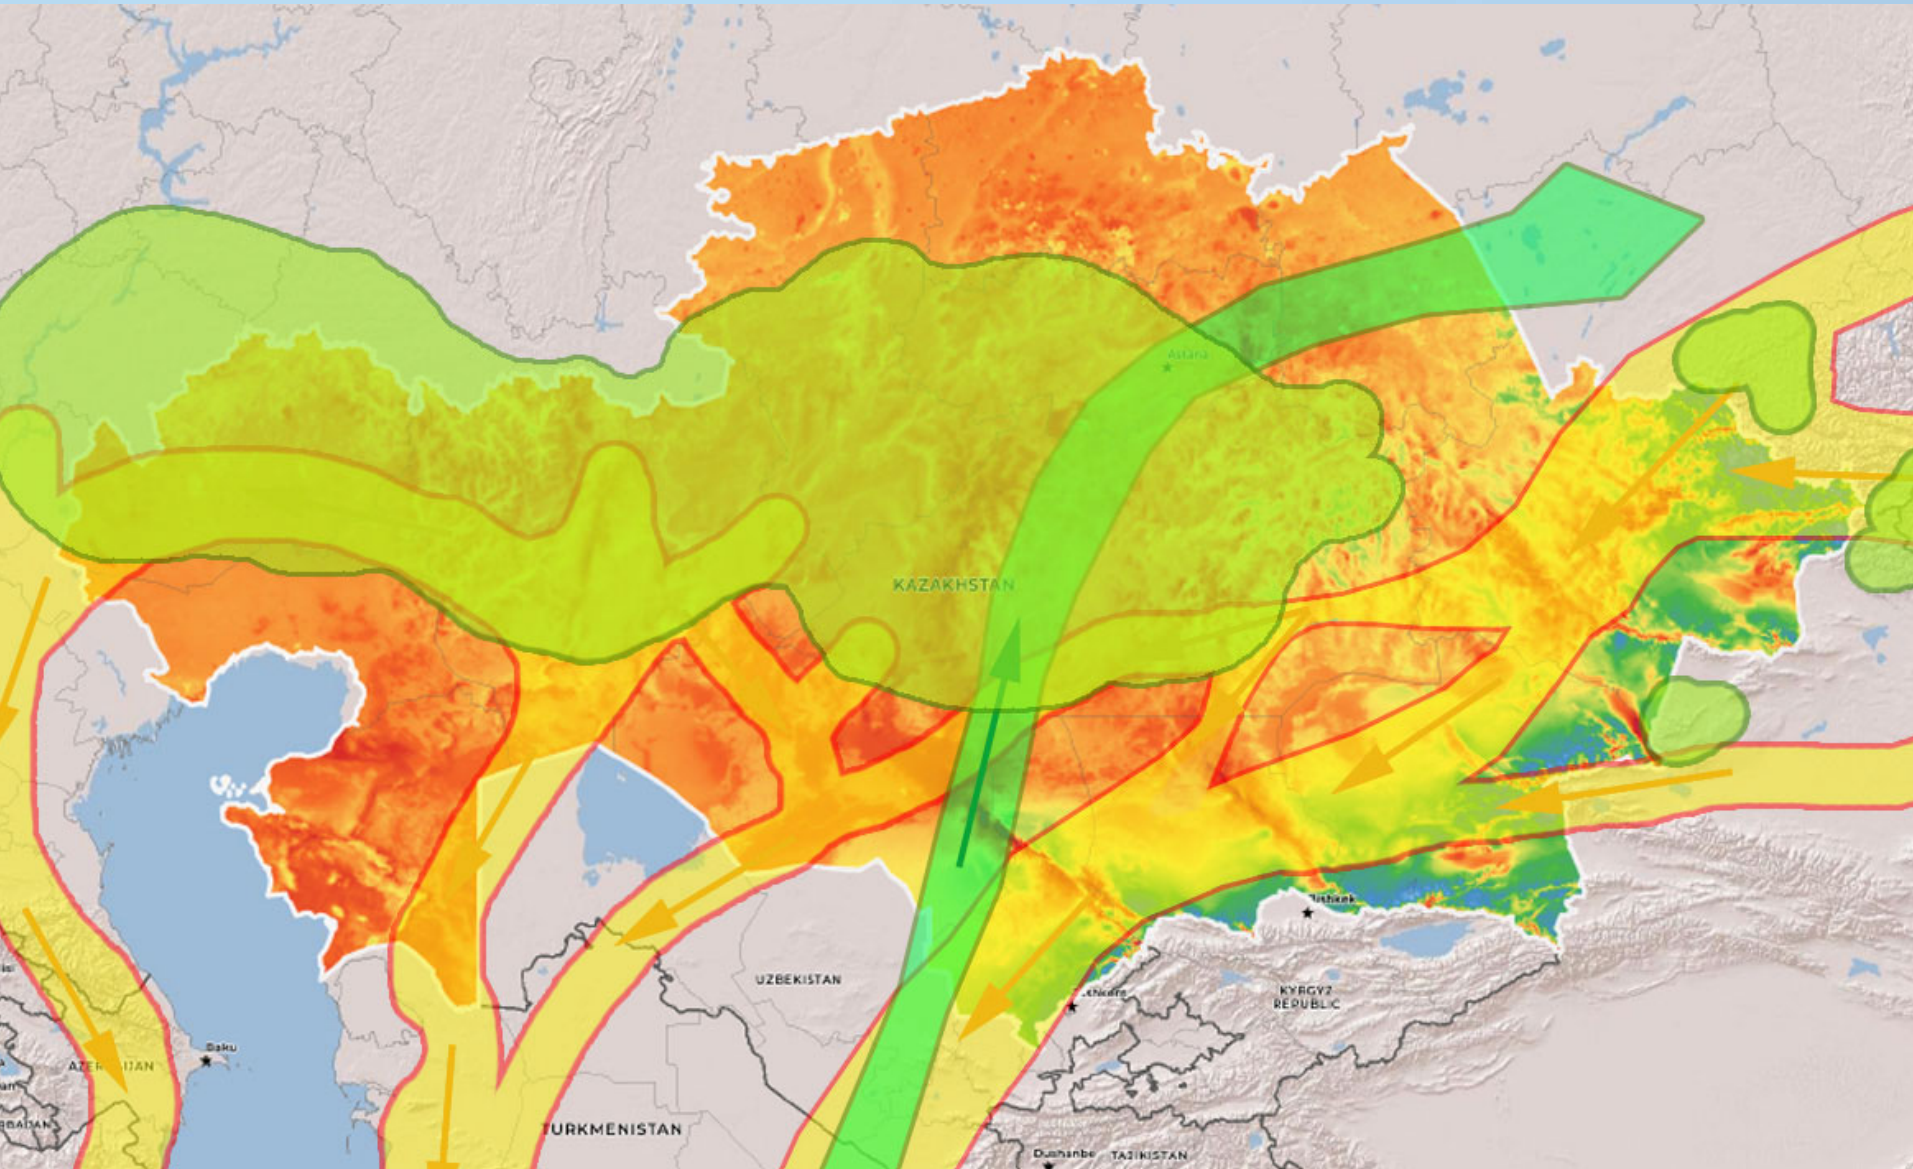 Astana
KAZAKHSTAN
Bishkek
UZBEKISTAN
KYRGYZ
REPUBLIC
Baku
TURKMENISTAN
Dushanbe
TAJIKISTAN